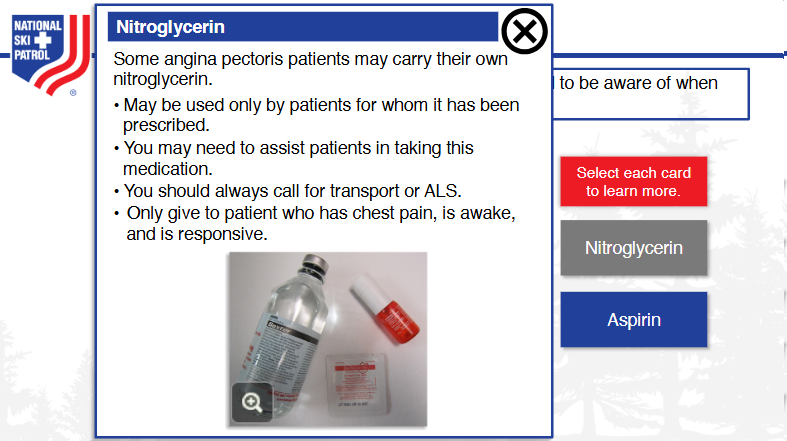 NATIONAL
SKI
PATROL
®
Nitroglycerin
Some angina pectoris patients may carry their own
nitroglycerin.
• May be used only by patients for whom it has been
prescribed.
• You may need to assist patients in taking this
medication.
• You should always call for transport or ALS.
• Only give to patient who has chest pain, is awake,
and is responsive.
to be aware of when
Select each card
to learn more.
Nitroglycerin
Aspirin